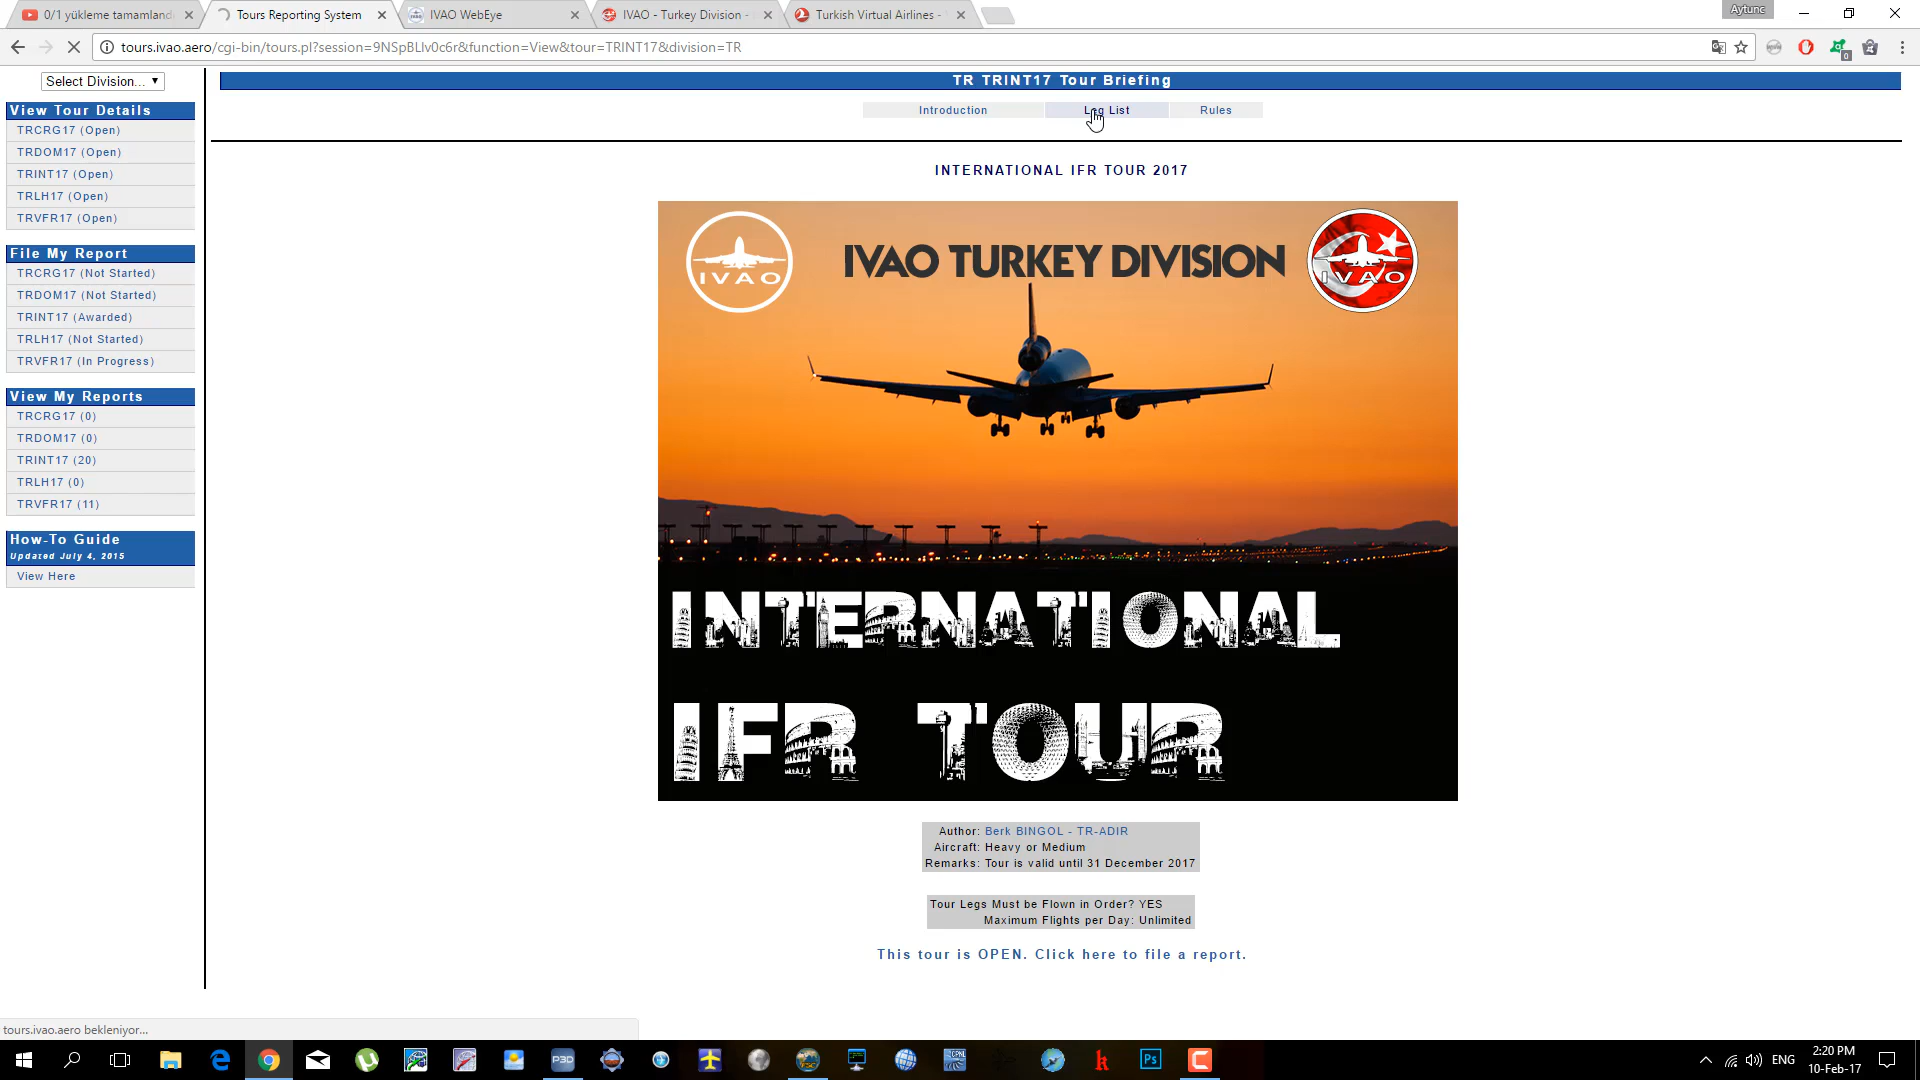 0/1 yükleme tamamland
Tours Reporting System
IVAO WebEye
IVAO - Turkey Division -
Turkish Virtual Airlines -
Aytunc
tours.ivao.aero/cgi-bin/tours.pl?session=9NSpBLlv0c6r&function=View&tour=TRINT17&division=TR
Select Division...
View Tour Details
TRCRG17 (Open)
TRDOM17 (Open)
TRINT17 (Open)
TRLH17 (Open)
TRVFR17 (Open)
File My Report
TRCRG17 (Not Started)
TRDOM17 (Not Started)
TRINT17 (Awarded)
TRLH17 (Not Started)
TRVFR17 (In Progress)
View My Reports
TRCRG17 (0)
TRDOM17 (0)
TRINT17 (20)
TRLH17 (0)
TRVFR17 (11)
How-To Guide
Updated July 4, 2015
View Here
TR TRINT17 Tour Briefing
Introduction
Leg List
Rules
INTERNATIONAL IFR TOUR 2017
IVAO
IVAO TURKEY DIVISION
IVAO
INTERNATIONAL
IFR TOUR
Author: Berk BINGOL - TR-ADIR
Aircraft: Heavy or Medium
Remarks: Tour is valid until 31 December 2017
Tour Legs Must be Flown in Order? YES
Maximum Flights per Day: Unlimited
This tour is OPEN. Click here to file a report.
tours.ivao.aero bekleniyor...
P3D
Ps
ENG
2:20 PM
10-Feb-17